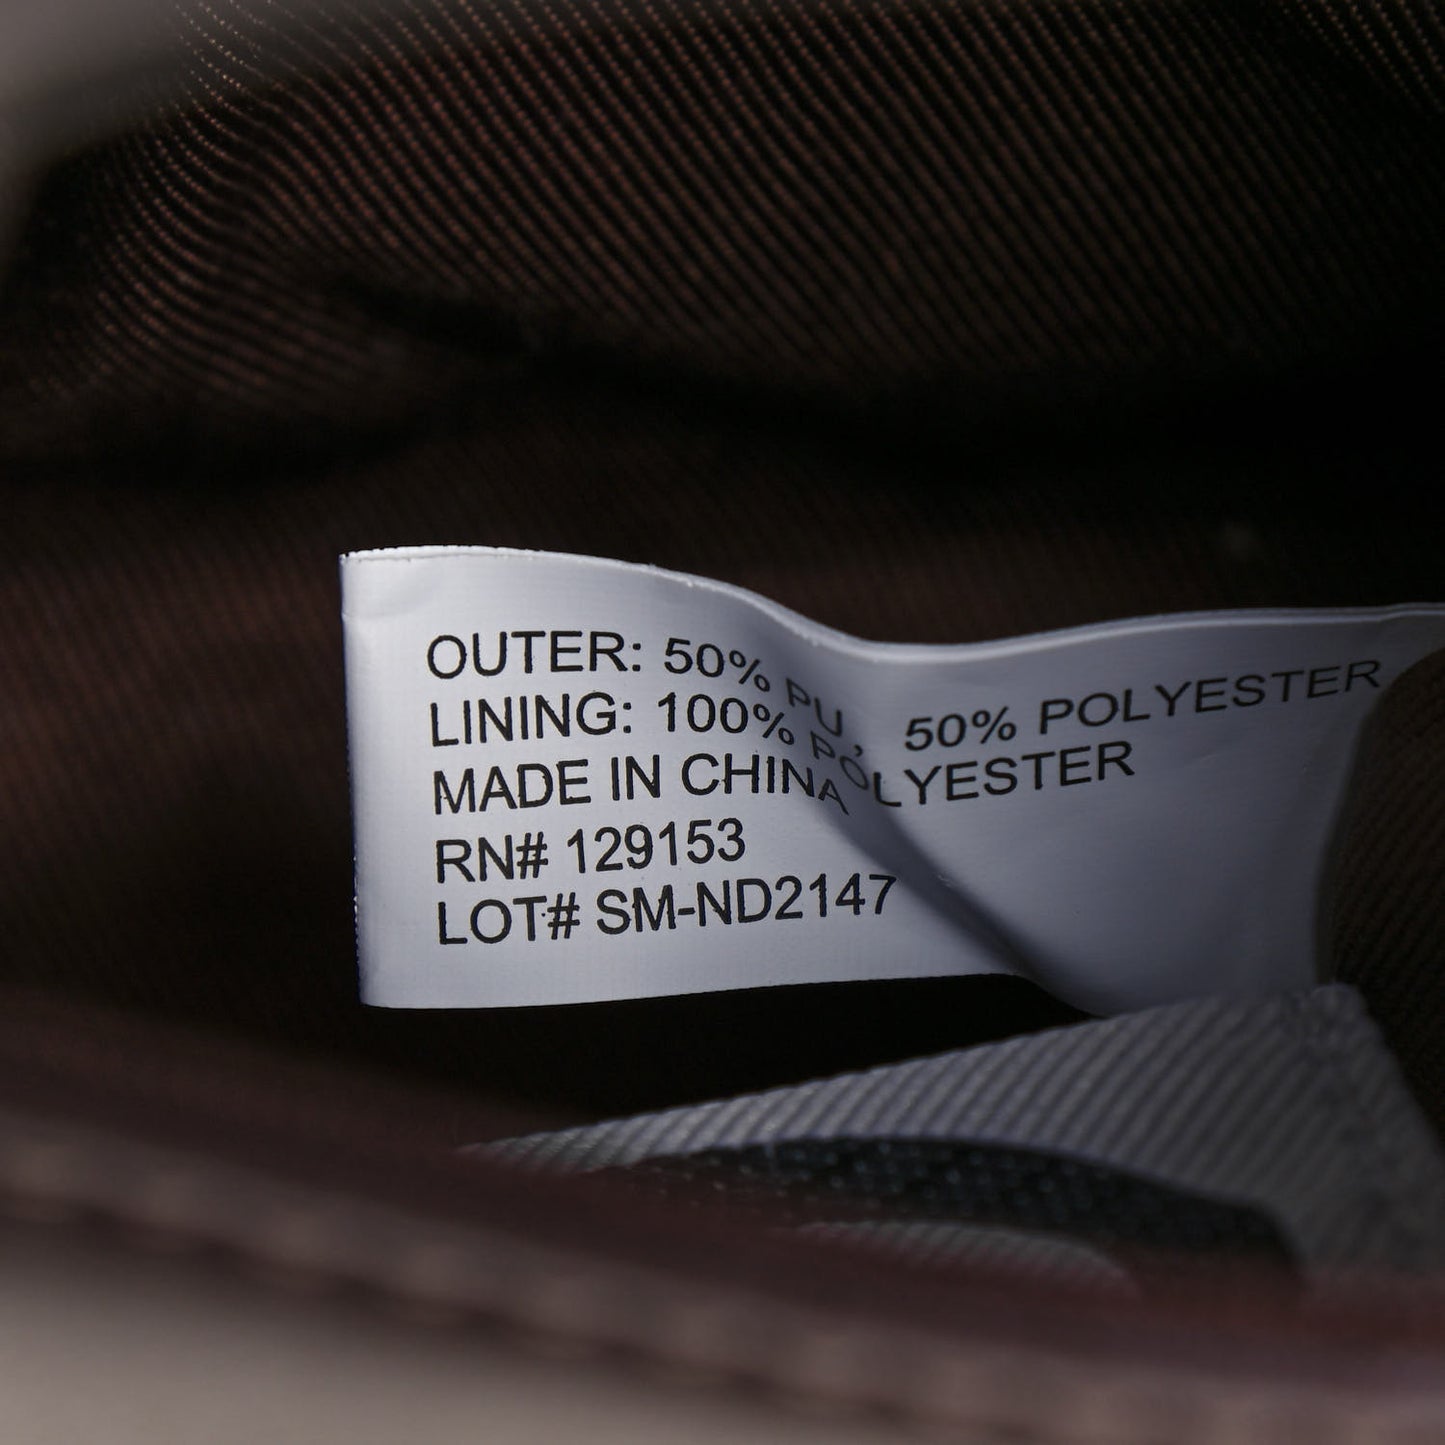 OUTER: 50% PU, 50% POLYESTER
LINING: 100% POLYESTER
MADE IN CHINA
RN# 129153
LOT# SM-ND2147